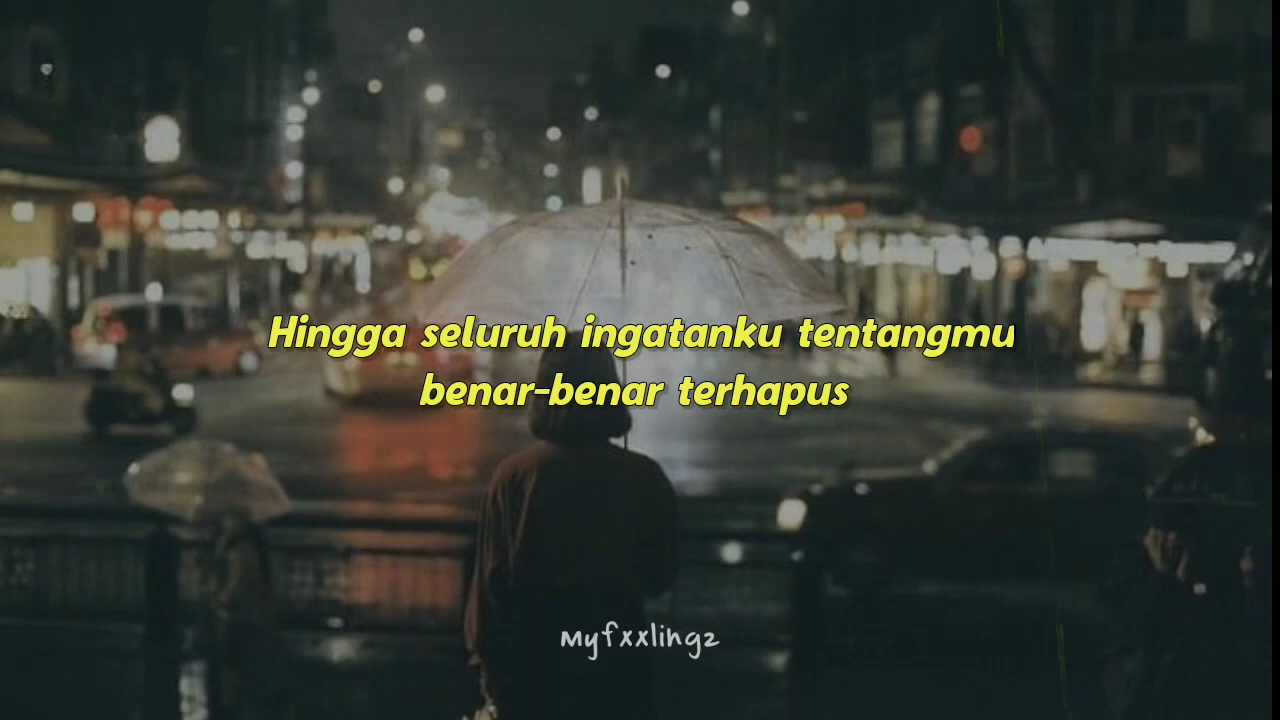 Hingga seluruh ingatanku tentangmu
benar-benar terhapus
myfxxlingz